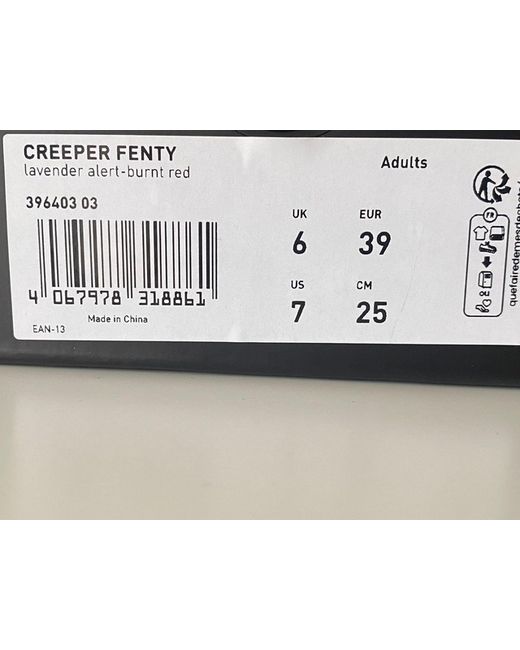 CREEPER FENTY
lavender alert-burnt red
Adults
396403 03
UK EUR
6 39
US CM
7 25
4 067978 318861
Made in China
EAN-13
FR
quefairedemesdechets.f